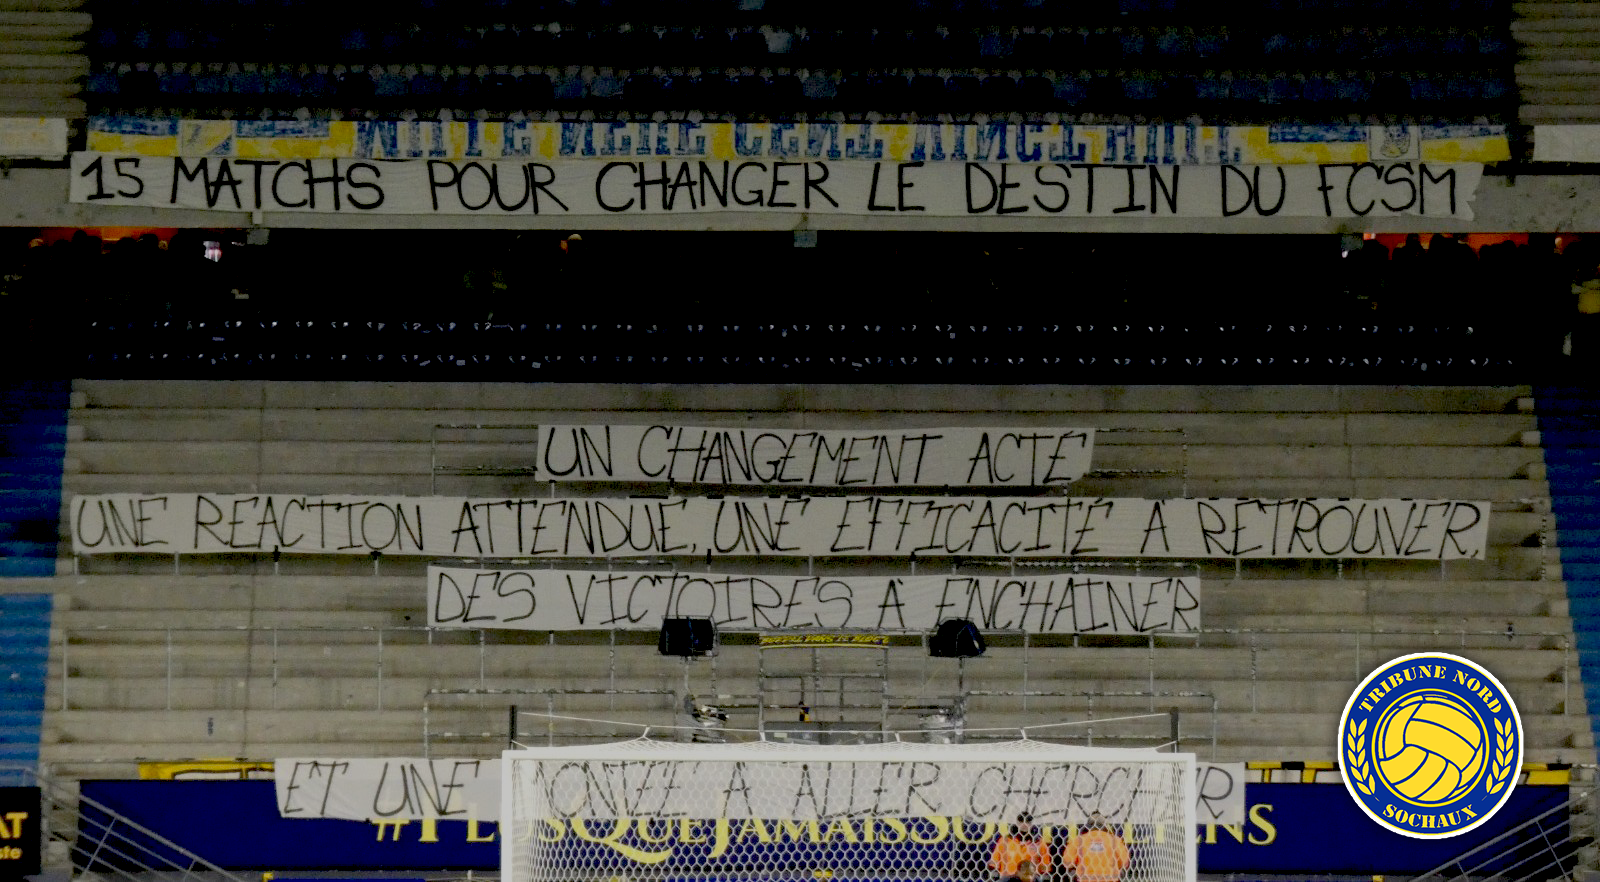 15 MATCHS POUR CHANGER LE DESTIN DU FCSM
UN CHANGEMENT ACTÉ
UNE REACTION ATTENDUE, UNE EFFICACITÉ A RETROUVER,
DES VICTOIRES A ENCHAINER
ET UNE MONTÉE A ALLER CHERCHER
#PLUSQUEJAMAISSOCHALIENS
TRIBUNE NORD
SOCHAUX